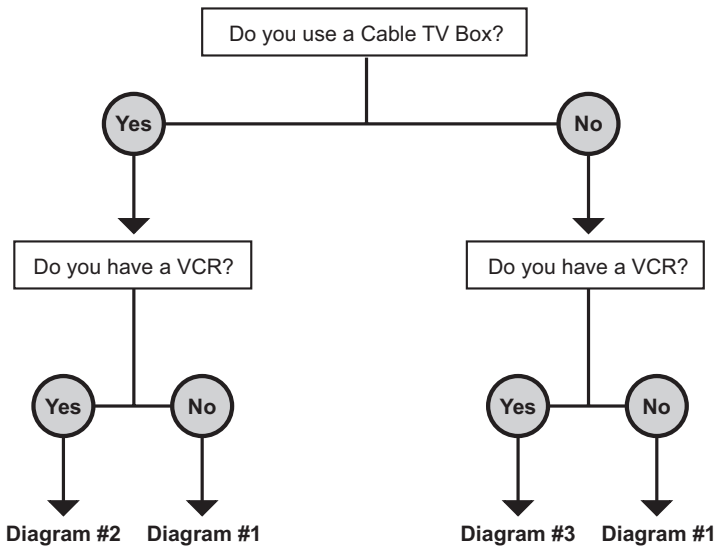 Do you use a Cable TV Box?
Yes
No
Do you have a VCR?
Do you have a VCR?
Yes
No
Yes
No
Diagram #2
Diagram #1
Diagram #3
Diagram #1